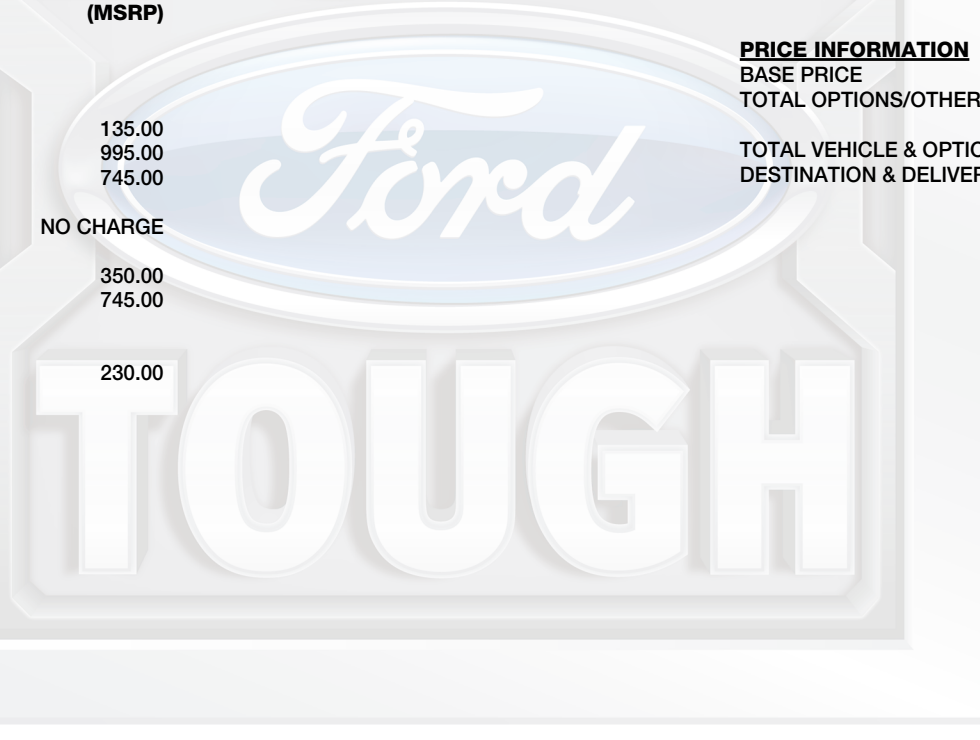 (MSRP)
135.00
995.00
745.00
NO CHARGE
350.00
745.00
230.00
PRICE INFORMATION
BASE PRICE
TOTAL OPTIONS/OTHER
TOTAL VEHICLE & OPTIO
DESTINATION & DELIVER
Ford
TOUGH